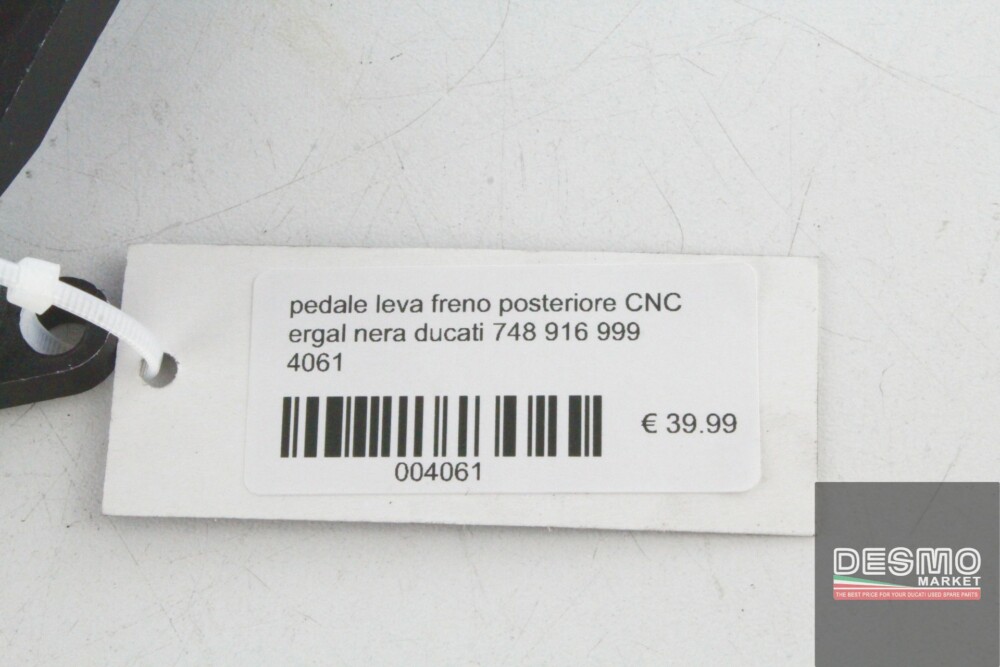 pedale leva freno posteriore CNC
ergal nera ducati 748 916 999
4061
€ 39.99
004061
DESMO
MARKET
THE BEST PRICE FOR YOUR DUCATI USED SPARE PARTS